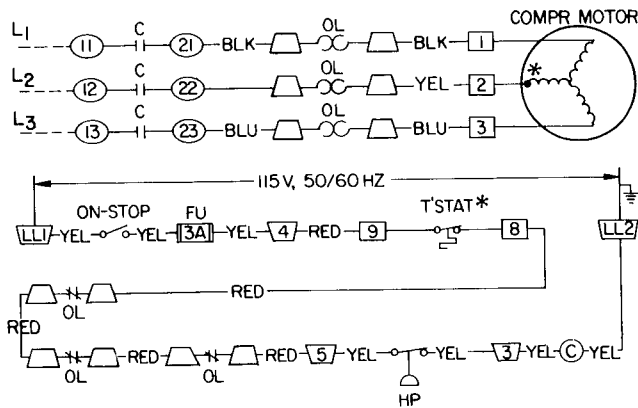 COMPR MOTOR
L1 11 C 21 BLK OL BLK 1
L2 12 C 22 OL YEL 2 *
L3 13 C 23 BLU OL BLU 3
115V, 50/60 HZ
ON-STOP FU T'STAT*
LL1 YEL YEL 3A YEL 4 RED 9 8 LL2
RED
OL
RED
RED RED 5 YEL YEL 3 YEL C YEL
OL OL
HP